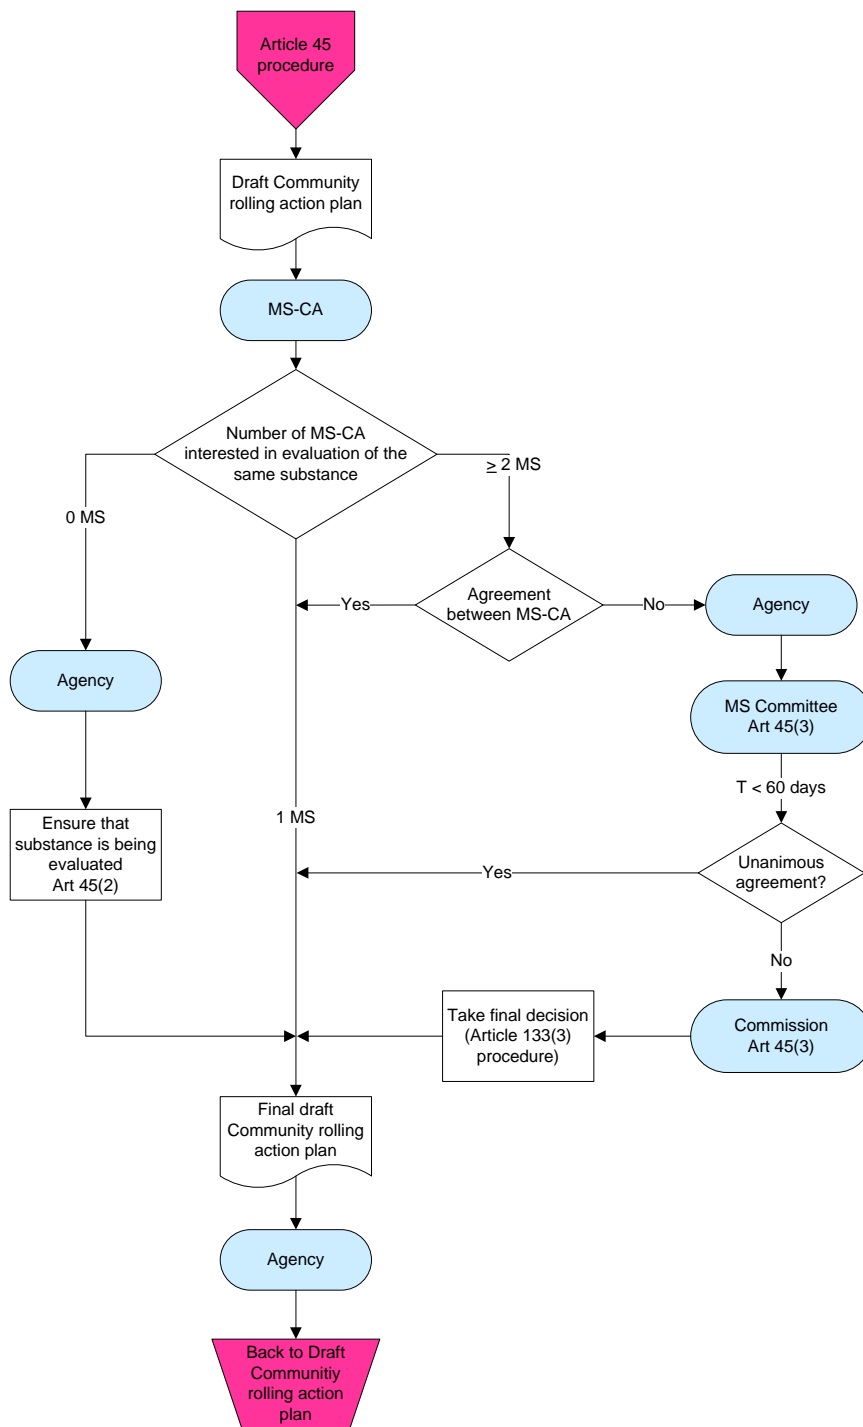 Article 45
procedure
Draft Community
rolling action plan
MS-CA
Number of MS-CA
interested in evaluation of the
same substance
≥ 2 MS
0 MS
Agreement
between MS-CA
Yes
No
Agency
Agency
MS Committee
Art 45(3)
T < 60 days
Ensure that
substance is being
evaluated
Art 45(2)
1 MS
Unanimous
agreement?
Yes
No
Take final decision
(Article 133(3)
procedure)
Commission
Art 45(3)
Final draft
Community rolling
action plan
Agency
Back to Draft
Communitiy
rolling action
plan